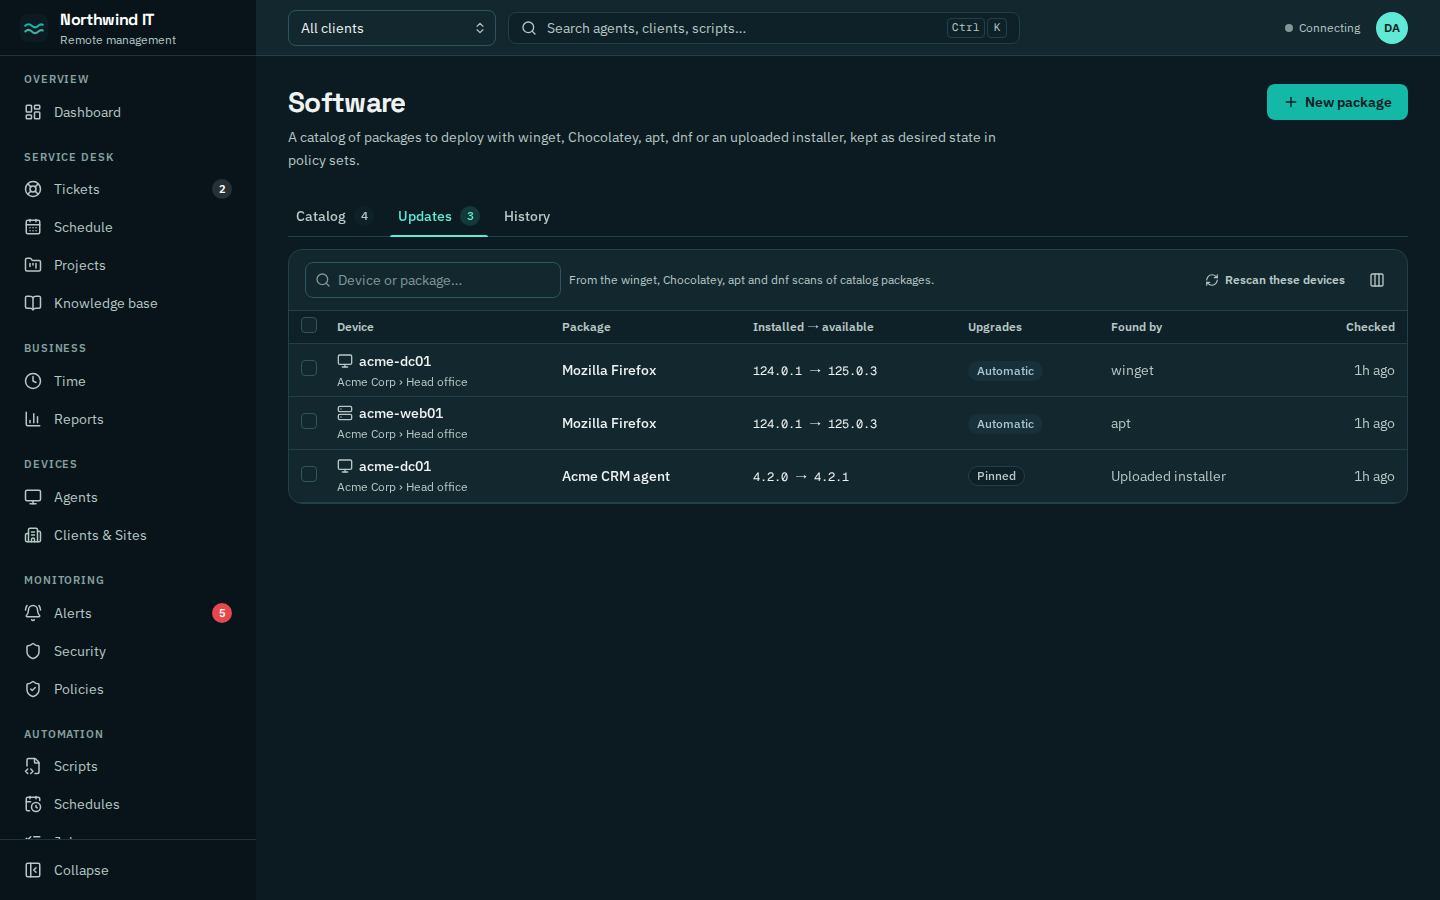 Northwind IT
Remote management
All clients
Search agents, clients, scripts...
Ctrl K
Connecting
DA
OVERVIEW
Dashboard
SERVICE DESK
Tickets 2
Schedule
Projects
Knowledge base
BUSINESS
Time
Reports
DEVICES
Agents
Clients & Sites
MONITORING
Alerts 5
Security
Policies
AUTOMATION
Scripts
Schedules
Collapse
Software
New package
A catalog of packages to deploy with winget, Chocolatey, apt, dnf or an uploaded installer, kept as desired state in
policy sets.
Catalog 4 Updates 3 History
Device or package...
From the winget, Chocolatey, apt and dnf scans of catalog packages.
Rescan these devices
Device Package Installed → available Upgrades Found by Checked
acme-dc01
Acme Corp › Head office
Mozilla Firefox 124.0.1 → 125.0.3 Automatic winget 1h ago
acme-web01
Acme Corp › Head office
Mozilla Firefox 124.0.1 → 125.0.3 Automatic apt 1h ago
acme-dc01
Acme Corp › Head office
Acme CRM agent 4.2.0 → 4.2.1 Pinned Uploaded installer 1h ago